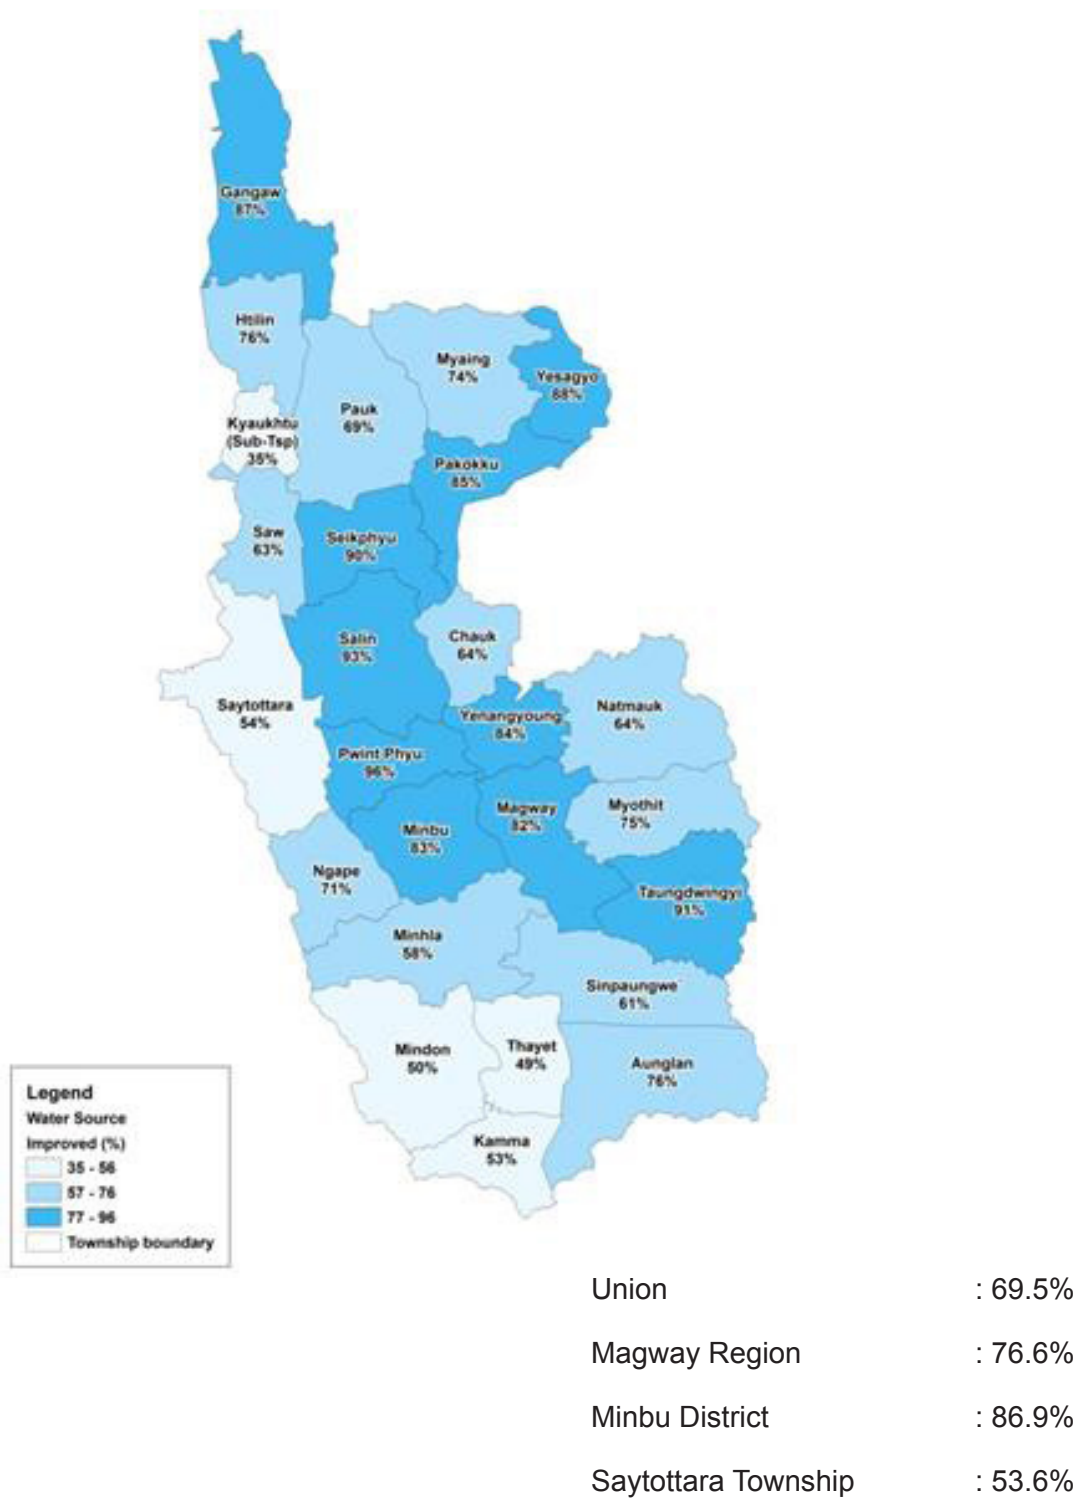 Gangaw
87%
Htilin
76%
Myaing
74%
Yesagyo
88%
Kyaukhtu
(Sub-Tsp)
35%
Pauk
69%
Pakokku
85%
Saw
63%
Seikphyu
90%
Salin
93%
Chauk
64%
Saytottara
54%
Yenangyoung
84%
Natmauk
64%
Pwint Phyu
96%
Minbu
83%
Magway
82%
Myothit
75%
Ngape
71%
Taungdwingyi
91%
Minhla
58%
Sinpaungwe
61%
Mindon
50%
Thayet
49%
Aunglan
76%
Kamma
53%
Legend
Water Source
Improved (%)
35 - 56
57 - 76
77 - 96
Township boundary
Union : 69.5%
Magway Region : 76.6%
Minbu District : 86.9%
Saytottara Township : 53.6%